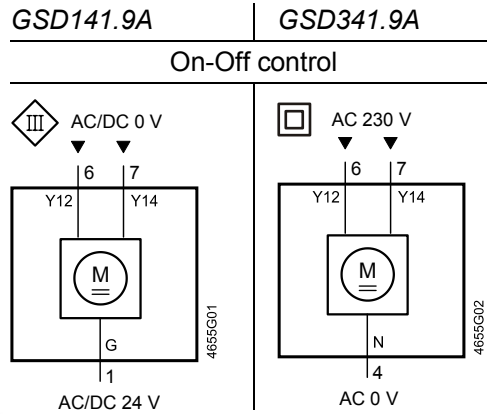 GSD141.9A GSD341.9A
On-Off control
III AC/DC 0 V AC 230 V
6 7 6 7
Y12 Y14 Y12 Y14
M M
G N
4655G01 4655G02
1 4
AC/DC 24 V AC 0 V